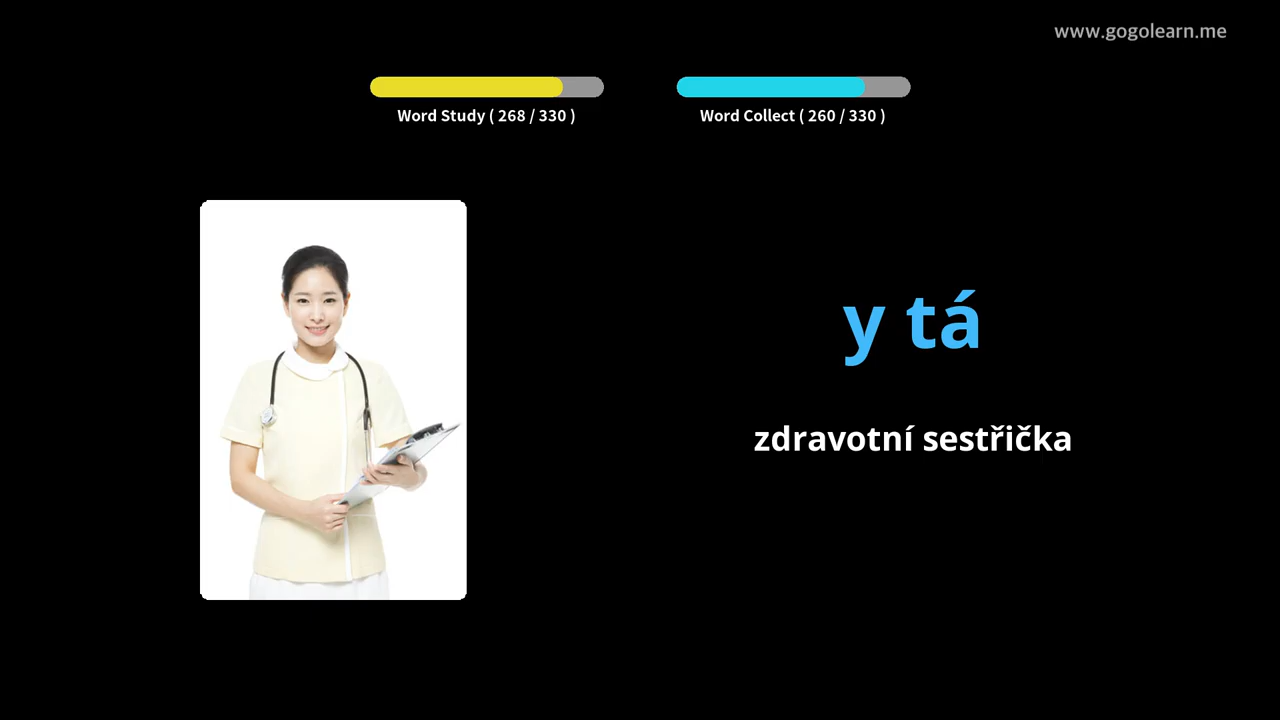 www.gogolearn.me
Word Study ( 268 / 330 )
Word Collect ( 260 / 330 )
y tá
zdravotní sestřička